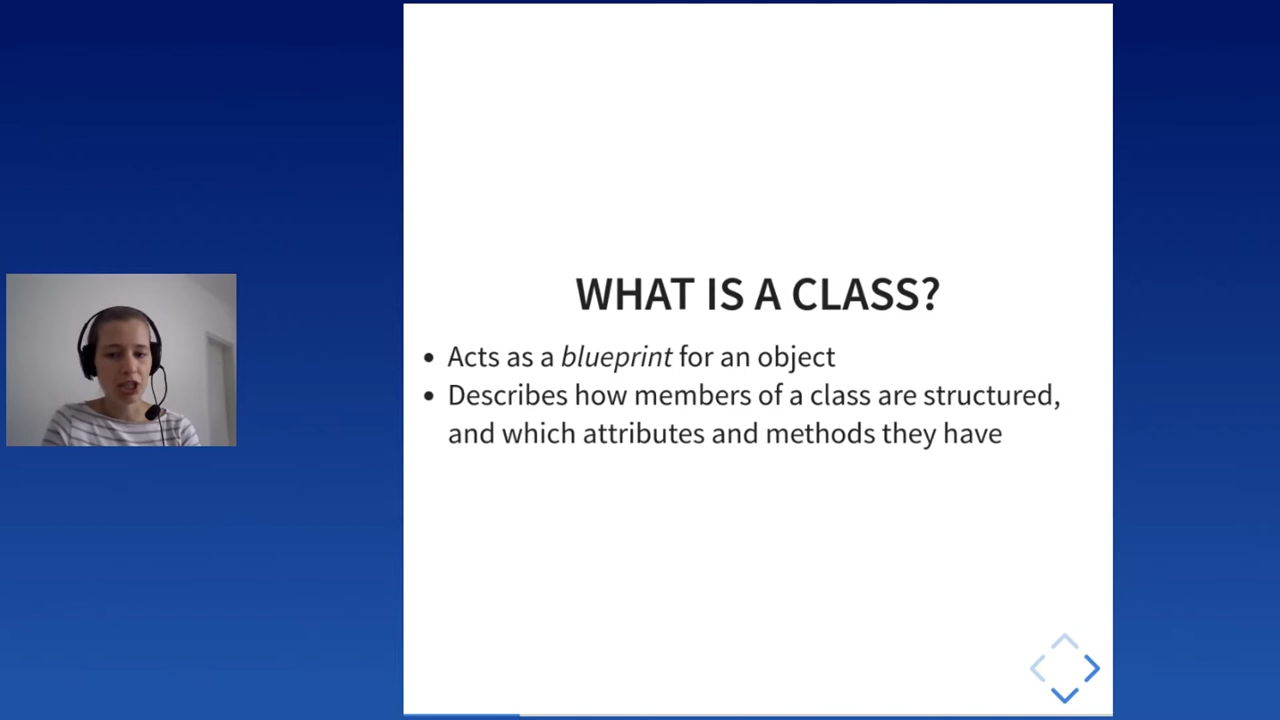 WHAT IS A CLASS?
• Acts as a blueprint for an object
• Describes how members of a class are structured,
and which attributes and methods they have